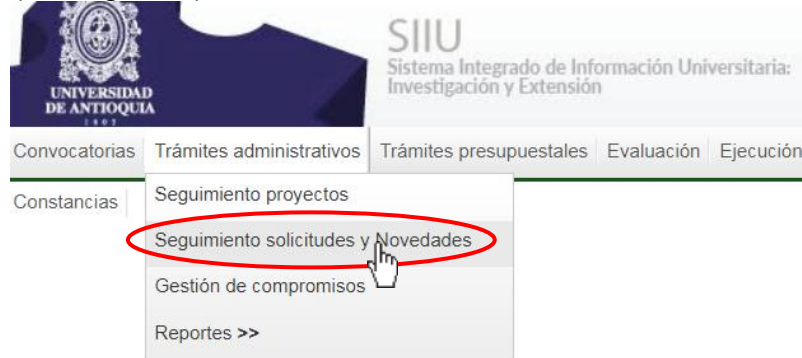 SIIU
Sistema Integrado de Información Universitaria:
Investigación y Extensión
UNIVERSIDAD
DE ANTIOQUIA
1803
Convocatorias Trámites administrativos Trámites presupuestales Evaluación Ejecución
Constancias
Seguimiento proyectos
Seguimiento solicitudes y Novedades
Gestión de compromisos
Reportes >>